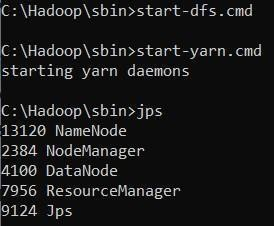 C:\Hadoop\sbin>start-dfs.cmd
C:\Hadoop\sbin>start-yarn.cmd
starting yarn daemons
C:\Hadoop\sbin>jps
13120 NameNode
2384 NodeManager
4100 DataNode
7956 ResourceManager
9124 Jps